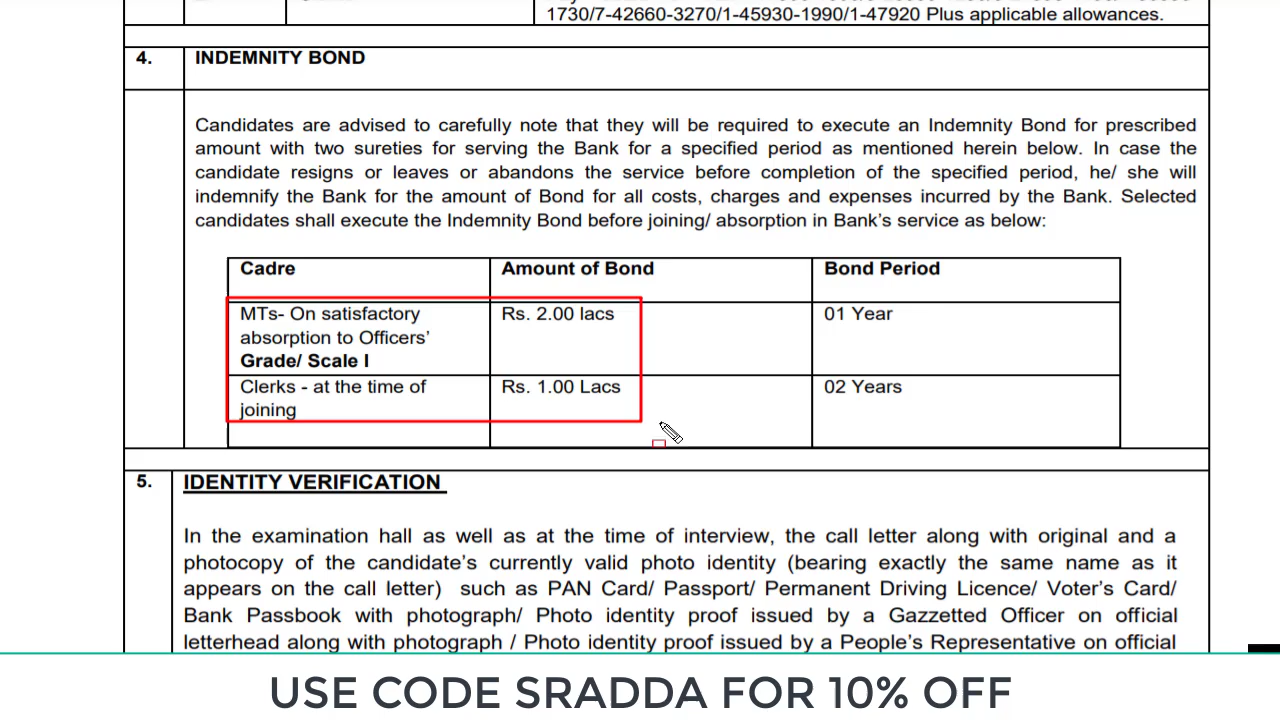 1730/7-42660-3270/1-45930-1990/1-47920 Plus applicable allowances.
4. INDEMNITY BOND
Candidates are advised to carefully note that they will be required to execute an Indemnity Bond for prescribed
amount with two sureties for serving the Bank for a specified period as mentioned herein below. In case the
candidate resigns or leaves or abandons the service before completion of the specified period, he/ she will
indemnify the Bank for the amount of Bond for all costs, charges and expenses incurred by the Bank. Selected
candidates shall execute the Indemnity Bond before joining/ absorption in Bank's service as below:
Cadre Amount of Bond Bond Period
MTs- On satisfactory Rs. 2.00 lacs 01 Year
absorption to Officers'
Grade/ Scale I
Clerks - at the time of Rs. 1.00 Lacs 02 Years
joining
5. IDENTITY VERIFICATION
In the examination hall as well as at the time of interview, the call letter along with original and a
photocopy of the candidate's currently valid photo identity (bearing exactly the same name as it
appears on the call letter) such as PAN Card/ Passport/ Permanent Driving Licence/ Voter's Card/
Bank Passbook with photograph/ Photo identity proof issued by a Gazzetted Officer on official
letterhead along with photograph / Photo identity proof issued by a People's Representative on official
USE CODE SRADDA FOR 10% OFF